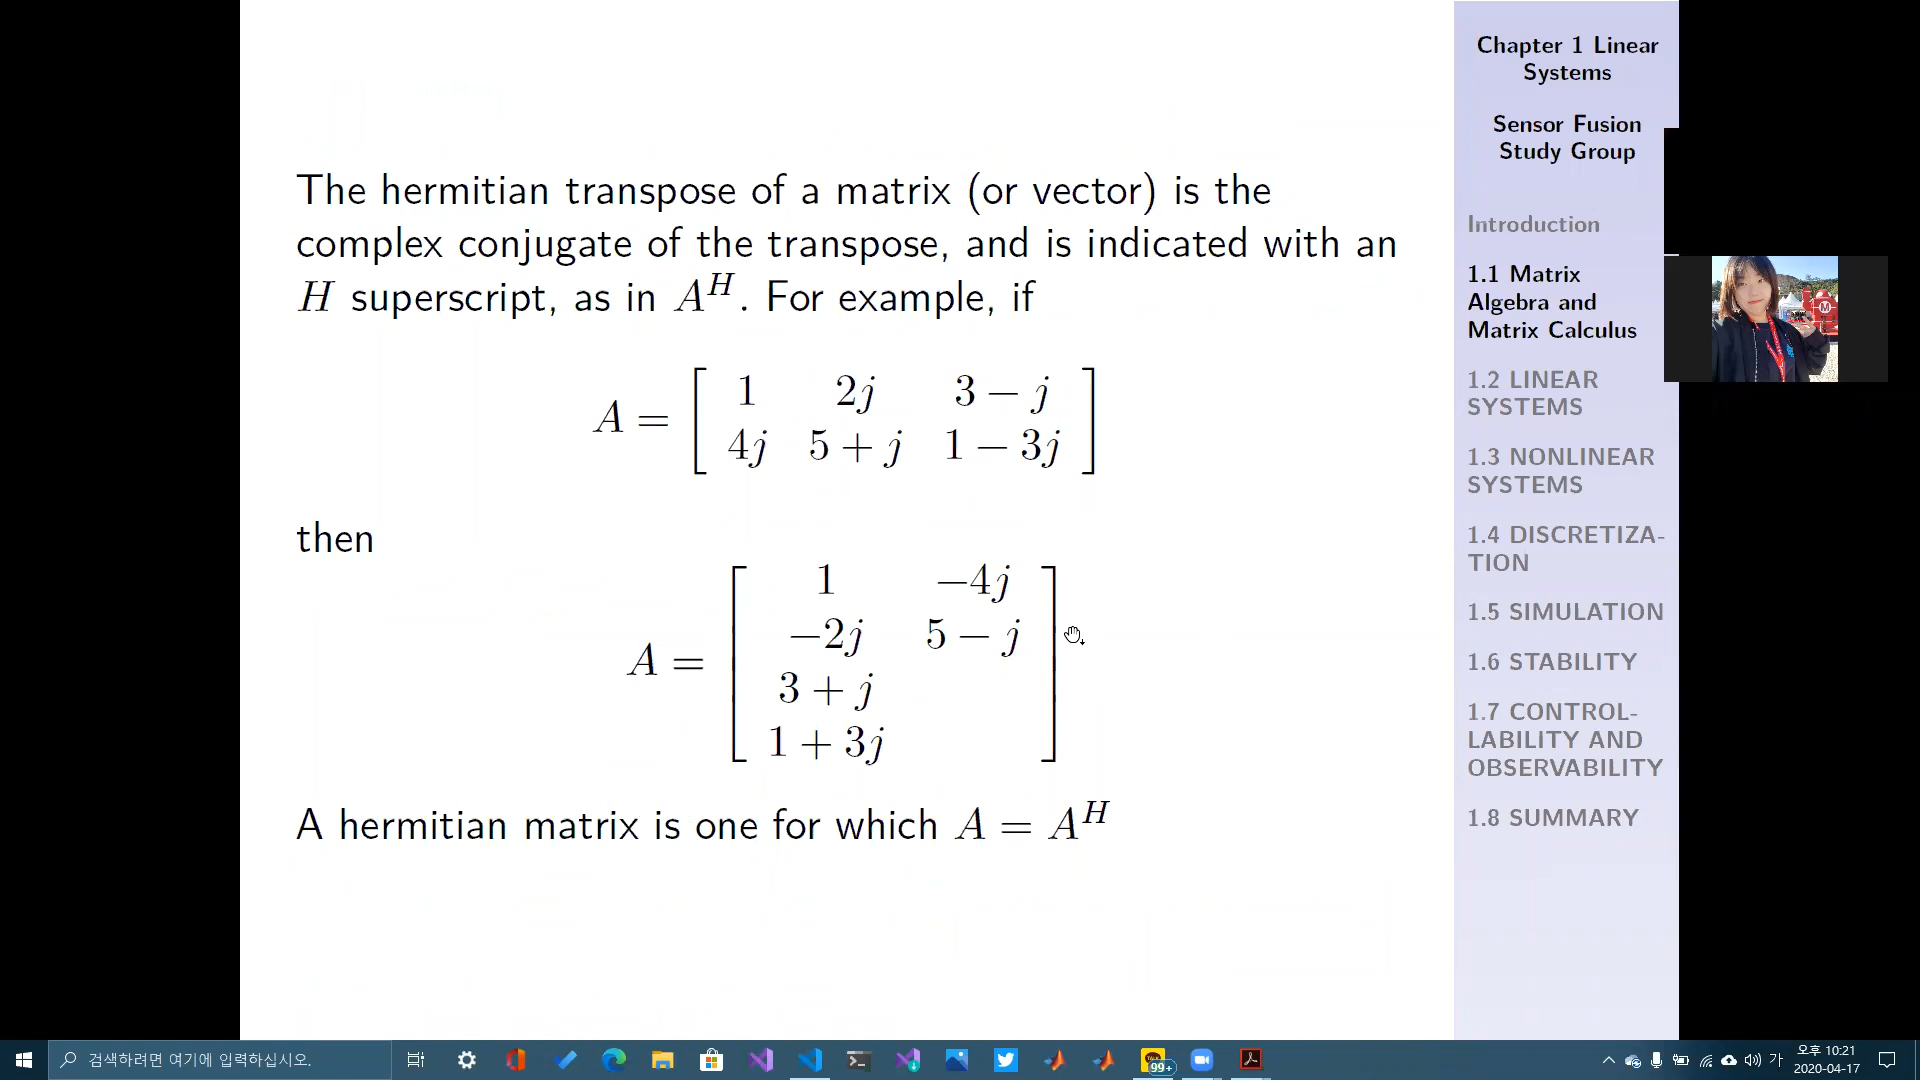 The hermitian transpose of a matrix (or vector) is the
complex conjugate of the transpose, and is indicated with an
H superscript, as in A^H. For example, if
A = [ 1 2j 3 − j
4j 5 + j 1 − 3j ]
then
A = [ 1 −4j
−2j 5 − j
3 + j
1 + 3j ]
A hermitian matrix is one for which A = A^H
Chapter 1 Linear
Systems
Sensor Fusion
Study Group
Introduction
1.1 Matrix
Algebra and
Matrix Calculus
1.2 LINEAR
SYSTEMS
1.3 NONLINEAR
SYSTEMS
1.4 DISCRETIZA-
TION
1.5 SIMULATION
1.6 STABILITY
1.7 CONTROL-
LABILITY AND
OBSERVABILITY
1.8 SUMMARY
M
검색하려면 여기에 입력하십시오.
99+
가
오후 10:21
2020-04-17